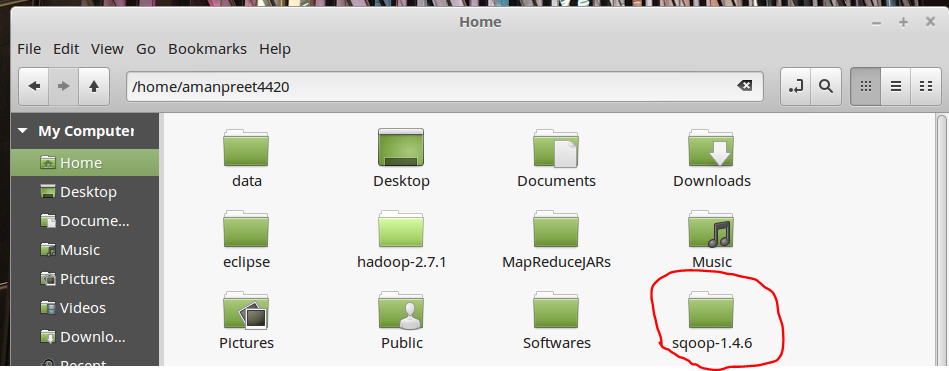 Home
File Edit View Go Bookmarks Help
/home/amanpreet4420
My Computer
Home
Desktop
Docume...
Music
Pictures
Videos
Downlo...
Recent
data Desktop Documents Downloads
eclipse hadoop-2.7.1 MapReduceJARs Music
Pictures Public Softwares sqoop-1.4.6